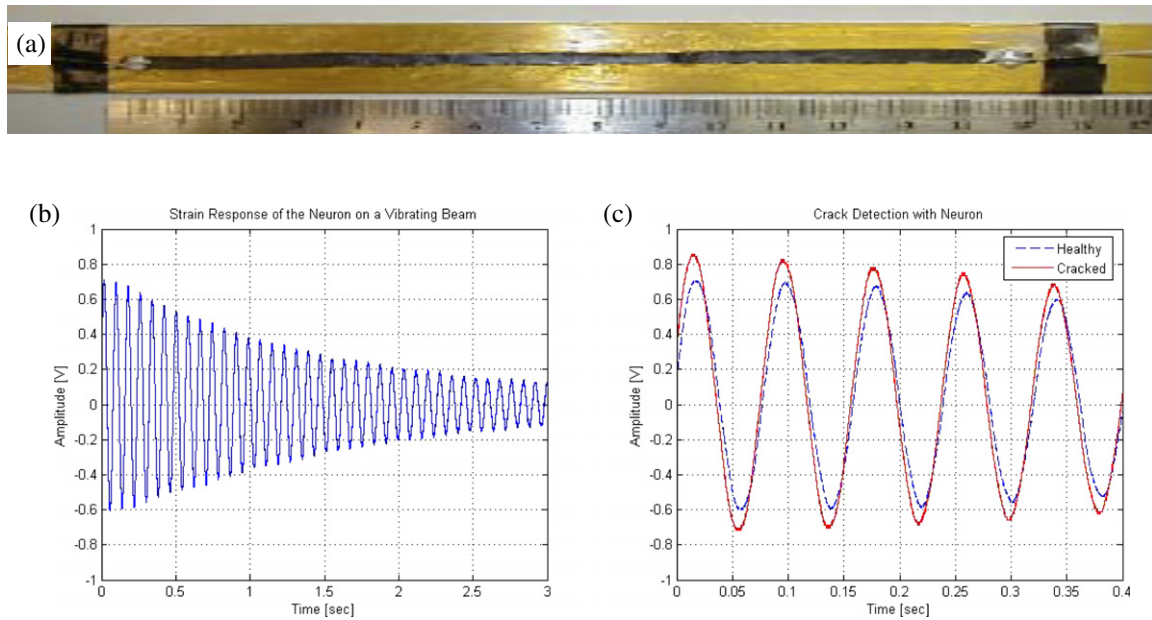 (a)
(b)
Strain Response of the Neuron on a Vibrating Beam
1
0.8
0.6
0.4
0.2
0
-0.2
-0.4
-0.6
-0.8
-1
Amplitude [V]
0 0.5 1 1.5 2 2.5 3
Time [sec]
(c)
Crack Detection with Neuron
Healthy
Cracked
1
0.8
0.6
0.4
0.2
0
-0.2
-0.4
-0.6
-0.8
-1
Amplitude [V]
0 0.05 0.1 0.15 0.2 0.25 0.3 0.35 0.4
Time [sec]